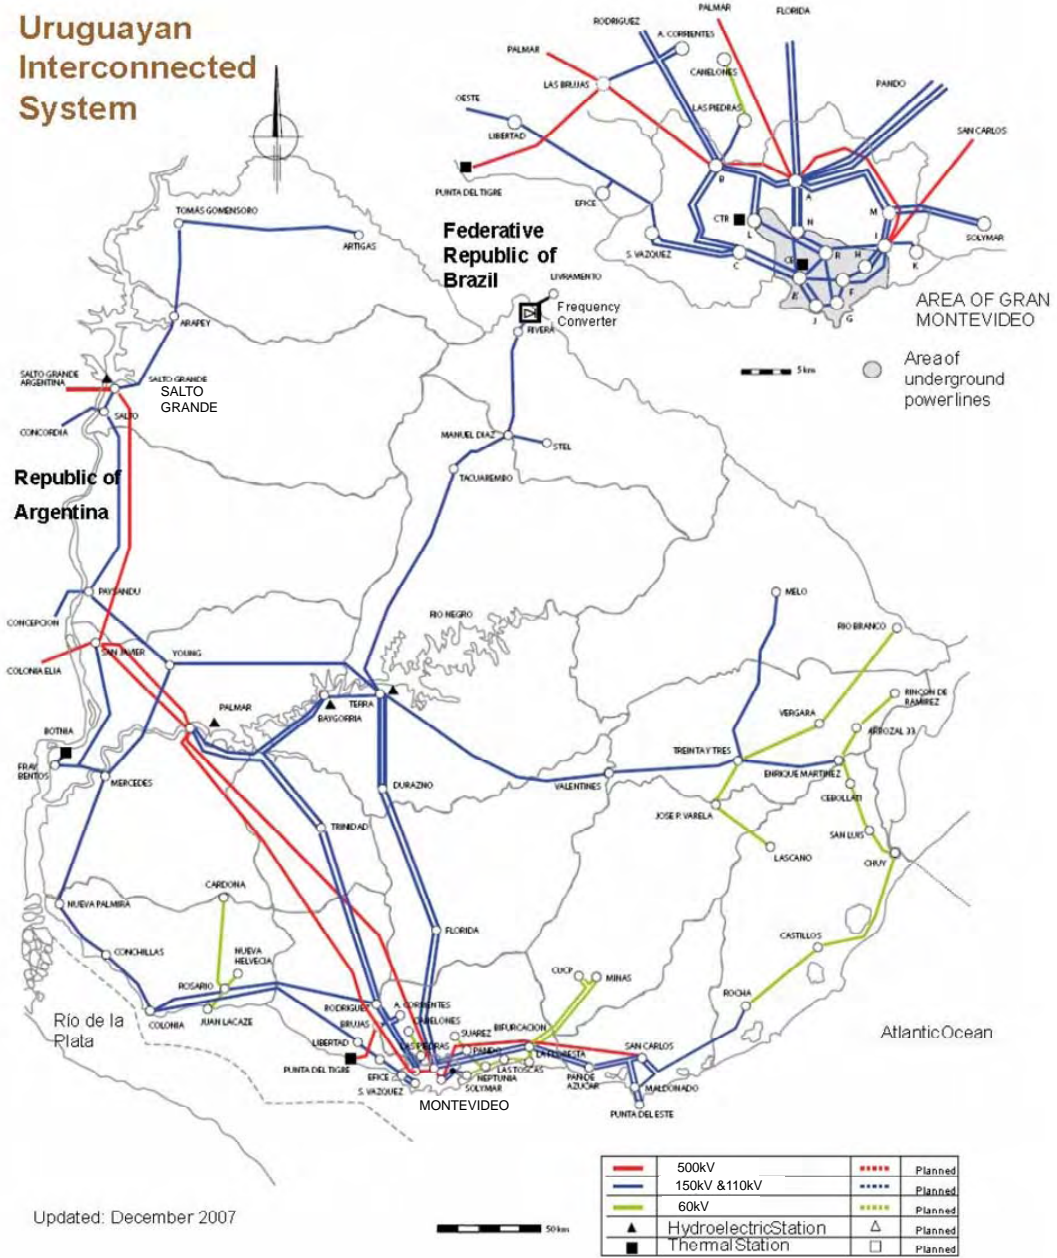 Uruguayan
Interconnected
System
RODRIGUEZ
PALMAR
FLORIDA
A. CORRIENTES
PALMAR
CANELONES
LAS BRUJAS
PANDO
OESTE
LAS PIEDRAS
LIBERTAD
SAN CARLOS
PUNTA DEL TIGRE
B
A
EFICE
CTR
L
N
M
SOLYMAR
S. VAZQUEZ
C
R
H
I
K
E
F
J
G
AREA OF GRAN
MONTEVIDEO
5 km
Area of
underground
powerlines
TOMÁS GOMENSORO
ARTIGAS
Federative
Republic of
Brazil
LIVRAMENTO
Frequency
Converter
RIVERA
ARAPEY
SALTO GRANDE
ARGENTINA
SALTO GRANDE
SALTO
GRANDE
SALTO
CONCORDIA
MANUEL DIAZ
STEL
TACUAREMBO
Republic of
Argentina
PAYSANDU
CONCEPCION
MELO
RIO NEGRO
RIO BRANCO
SAN JAVIER
YOUNG
COLONIA ELIA
TERRA
BAYGORRIA
PALMAR
RINCON DE
RAMIREZ
VERGARA
ARROZAL 33
BOTNIA
FRAY
BENTOS
MERCEDES
TREINTA Y TRES
ENRIQUE MARTINEZ
VALENTINES
DURAZNO
CEBOLLATI
JOSE P. VARELA
SAN LUIS
TRINIDAD
LASCANO
CHUY
CARDONA
NUEVA PALMIRA
FLORIDA
CASTILLOS
CONCHILLAS
NUEVA
HELVECIA
MINAS
ROSARIO
ROCHA
Río de la
Plata
COLONIA
JUAN LACAZE
RODRIGUEZ
A. CORRIENTES
BRUJAS
CANELONES
BIFURCACION
SUAREZ
LIBERTAD
LAS PIEDRAS
PANDO
LA FLORESTA
SAN CARLOS
Atlantic Ocean
PUNTA DEL TIGRE
LAS TOSCAS
EFICE
NEPTUNIA
PAN DE
AZUCAR
S. VAZQUEZ
SOLYMAR
MALDONADO
MONTEVIDEO
PUNTA DEL ESTE
500kV Planned
150kV &110kV Planned
60kV Planned
Hydroelectric Station Planned
Thermal Station Planned
Updated: December 2007
50 km